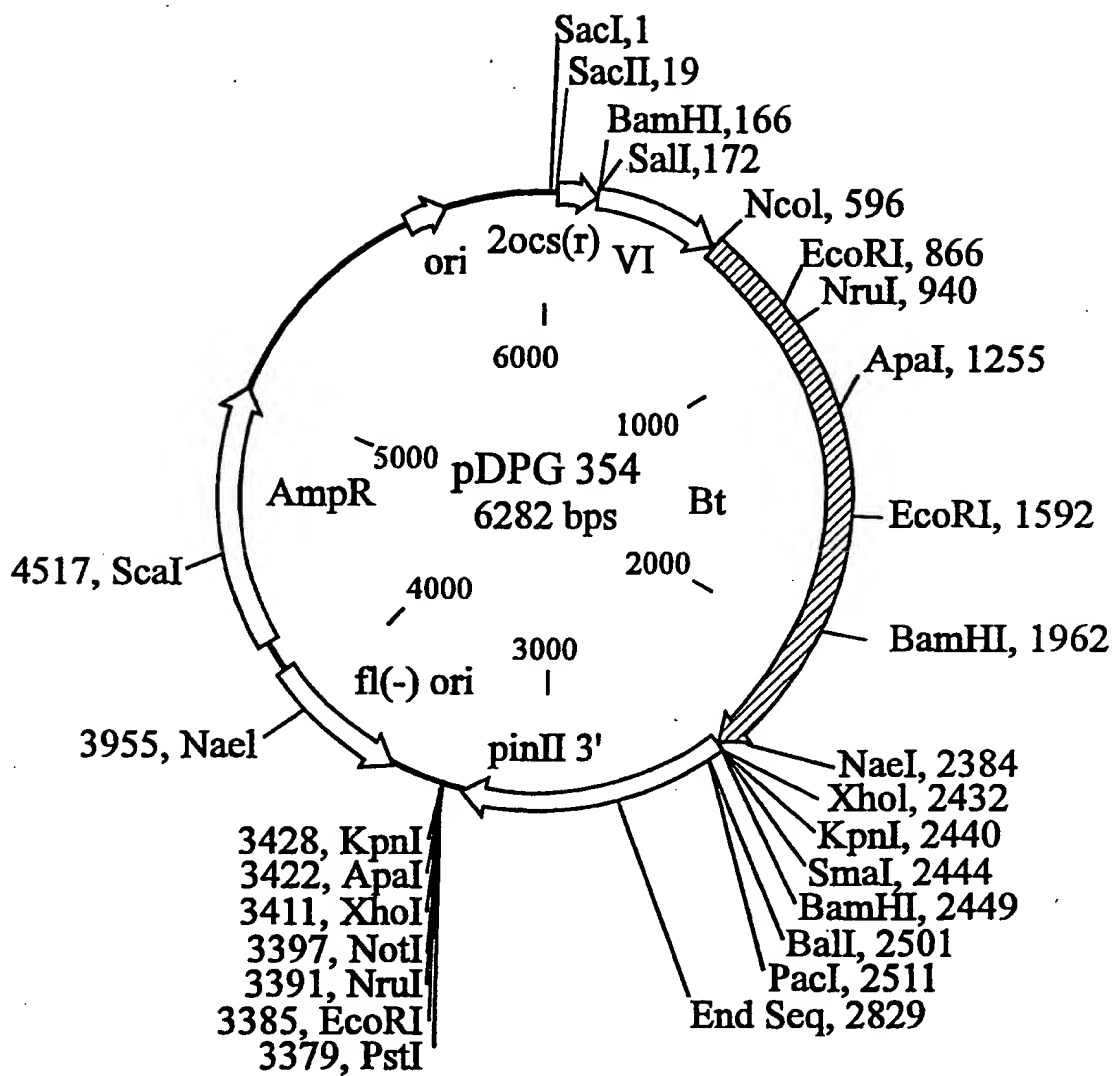 SacI,1
SacII,19
BamHI,166
SalI,172
Ncol, 596
EcoRI, 866
NruI, 940
ApaI, 1255
EcoRI, 1592
BamHI, 1962
NaeI, 2384
Xhol, 2432
KpnI, 2440
SmaI, 2444
BamHI, 2449
BalI, 2501
PacI, 2511
End Seq, 2829
3379, PstI
3385, EcoRI
3391, NruI
3397, NotI
3411, XhoI
3422, ApaI
3428, KpnI
3955, Nael
4517, ScaI
ori
2ocs(r)
VI
Bt
pinII 3'
fl(-) ori
AmpR
6000
1000
2000
3000
4000
5000
pDPG 354
6282 bps